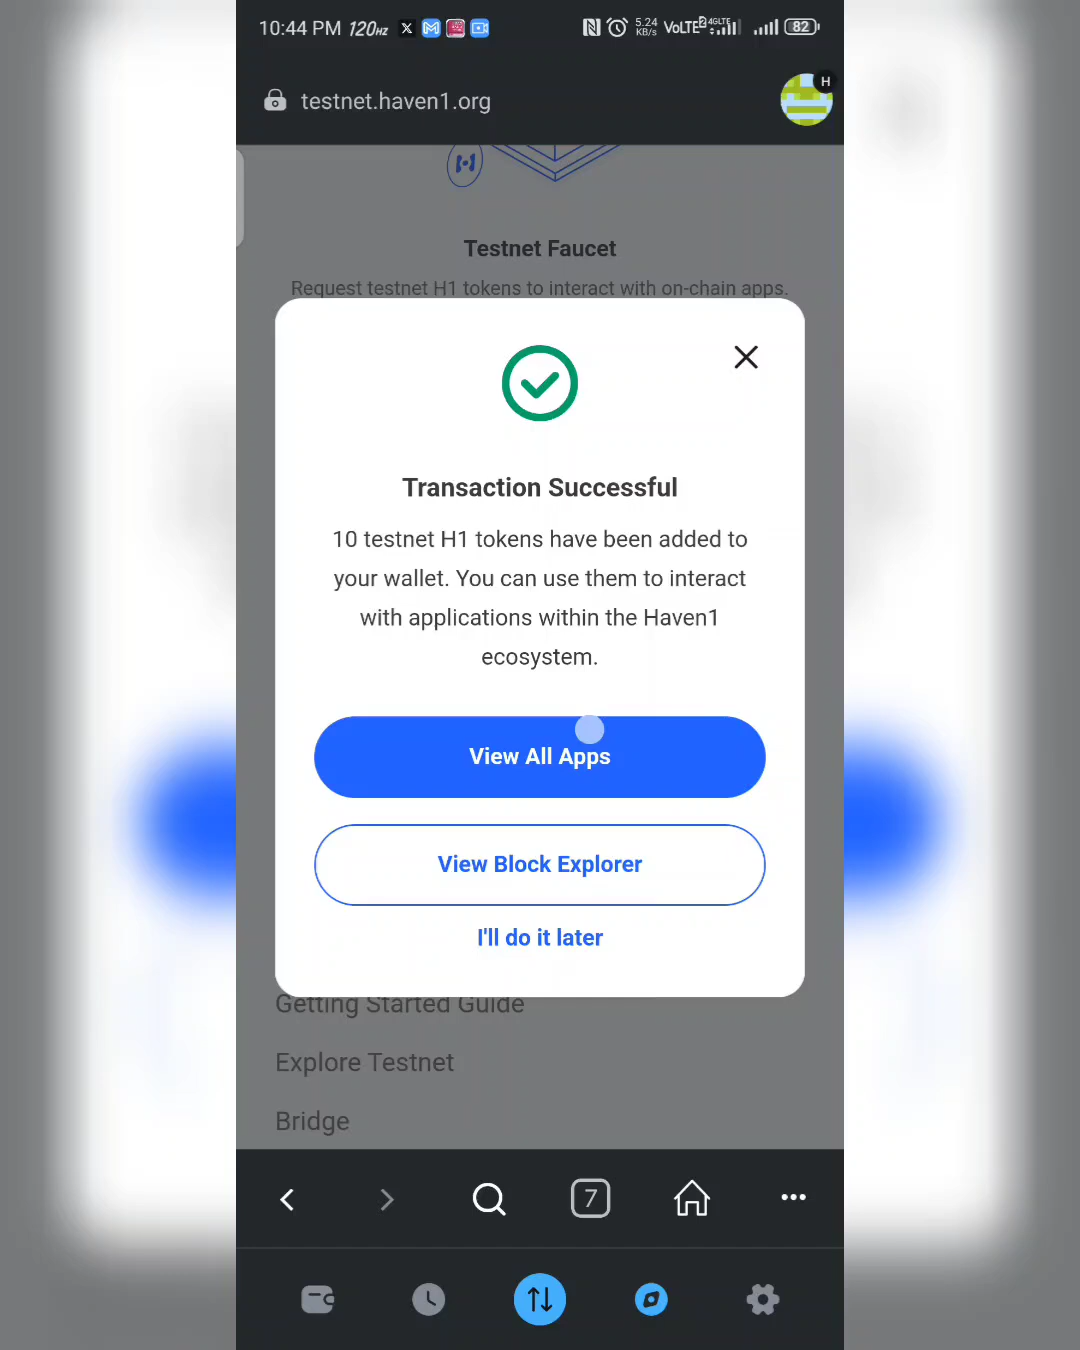 10:44 PM 120HZ 5.24 KB/s VoLTE 2 4GLTE 82
testnet.haven1.org
H
Testnet Faucet
Request testnet H1 tokens to interact with on-chain apps.
Transaction Successful
10 testnet H1 tokens have been added to
your wallet. You can use them to interact
with applications within the Haven1
ecosystem.
View All Apps
View Block Explorer
I'll do it later
Getting Started Guide
Explore Testnet
Bridge
7